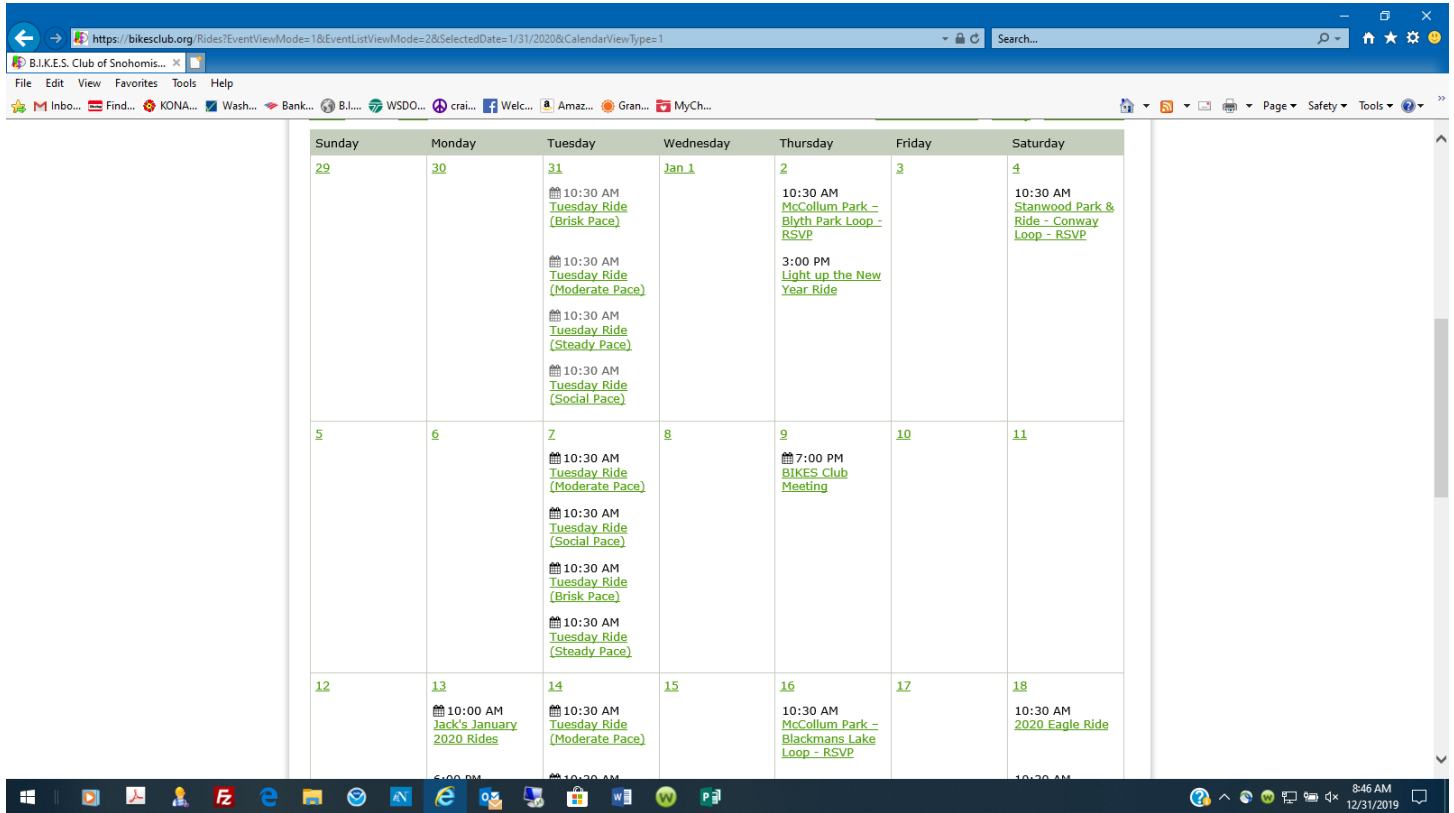 https://bikesclub.org/Rides?EventViewMode=1&EventListViewMode=2&SelectedDate=1/31/2020&CalendarViewType=1
Search...
B.I.K.E.S. Club of Snohomis...
File Edit View Favorites Tools Help
Inbo... Find... KONA... Wash... Bank... B.I.... WSDO... crai... Welc... Amaz... Gran... MyCh...
Page Safety Tools
Sunday Monday Tuesday Wednesday Thursday Friday Saturday
29
30
31
10:30 AM
Tuesday Ride
(Brisk Pace)
10:30 AM
Tuesday Ride
(Moderate Pace)
10:30 AM
Tuesday Ride
(Steady Pace)
10:30 AM
Tuesday Ride
(Social Pace)
Jan 1
2
10:30 AM
McCollum Park –
Blyth Park Loop -
RSVP
3:00 PM
Light up the New
Year Ride
3
4
10:30 AM
Stanwood Park &
Ride - Conway
Loop - RSVP
5
6
7
10:30 AM
Tuesday Ride
(Moderate Pace)
10:30 AM
Tuesday Ride
(Social Pace)
10:30 AM
Tuesday Ride
(Brisk Pace)
10:30 AM
Tuesday Ride
(Steady Pace)
8
9
7:00 PM
BIKES Club
Meeting
10
11
12
13
10:00 AM
Jack's January
2020 Rides
6:00 PM
14
10:30 AM
Tuesday Ride
(Moderate Pace)
10:30 AM
15
16
10:30 AM
McCollum Park –
Blackmans Lake
Loop - RSVP
17
18
10:30 AM
2020 Eagle Ride
10:30 AM
8:46 AM
12/31/2019